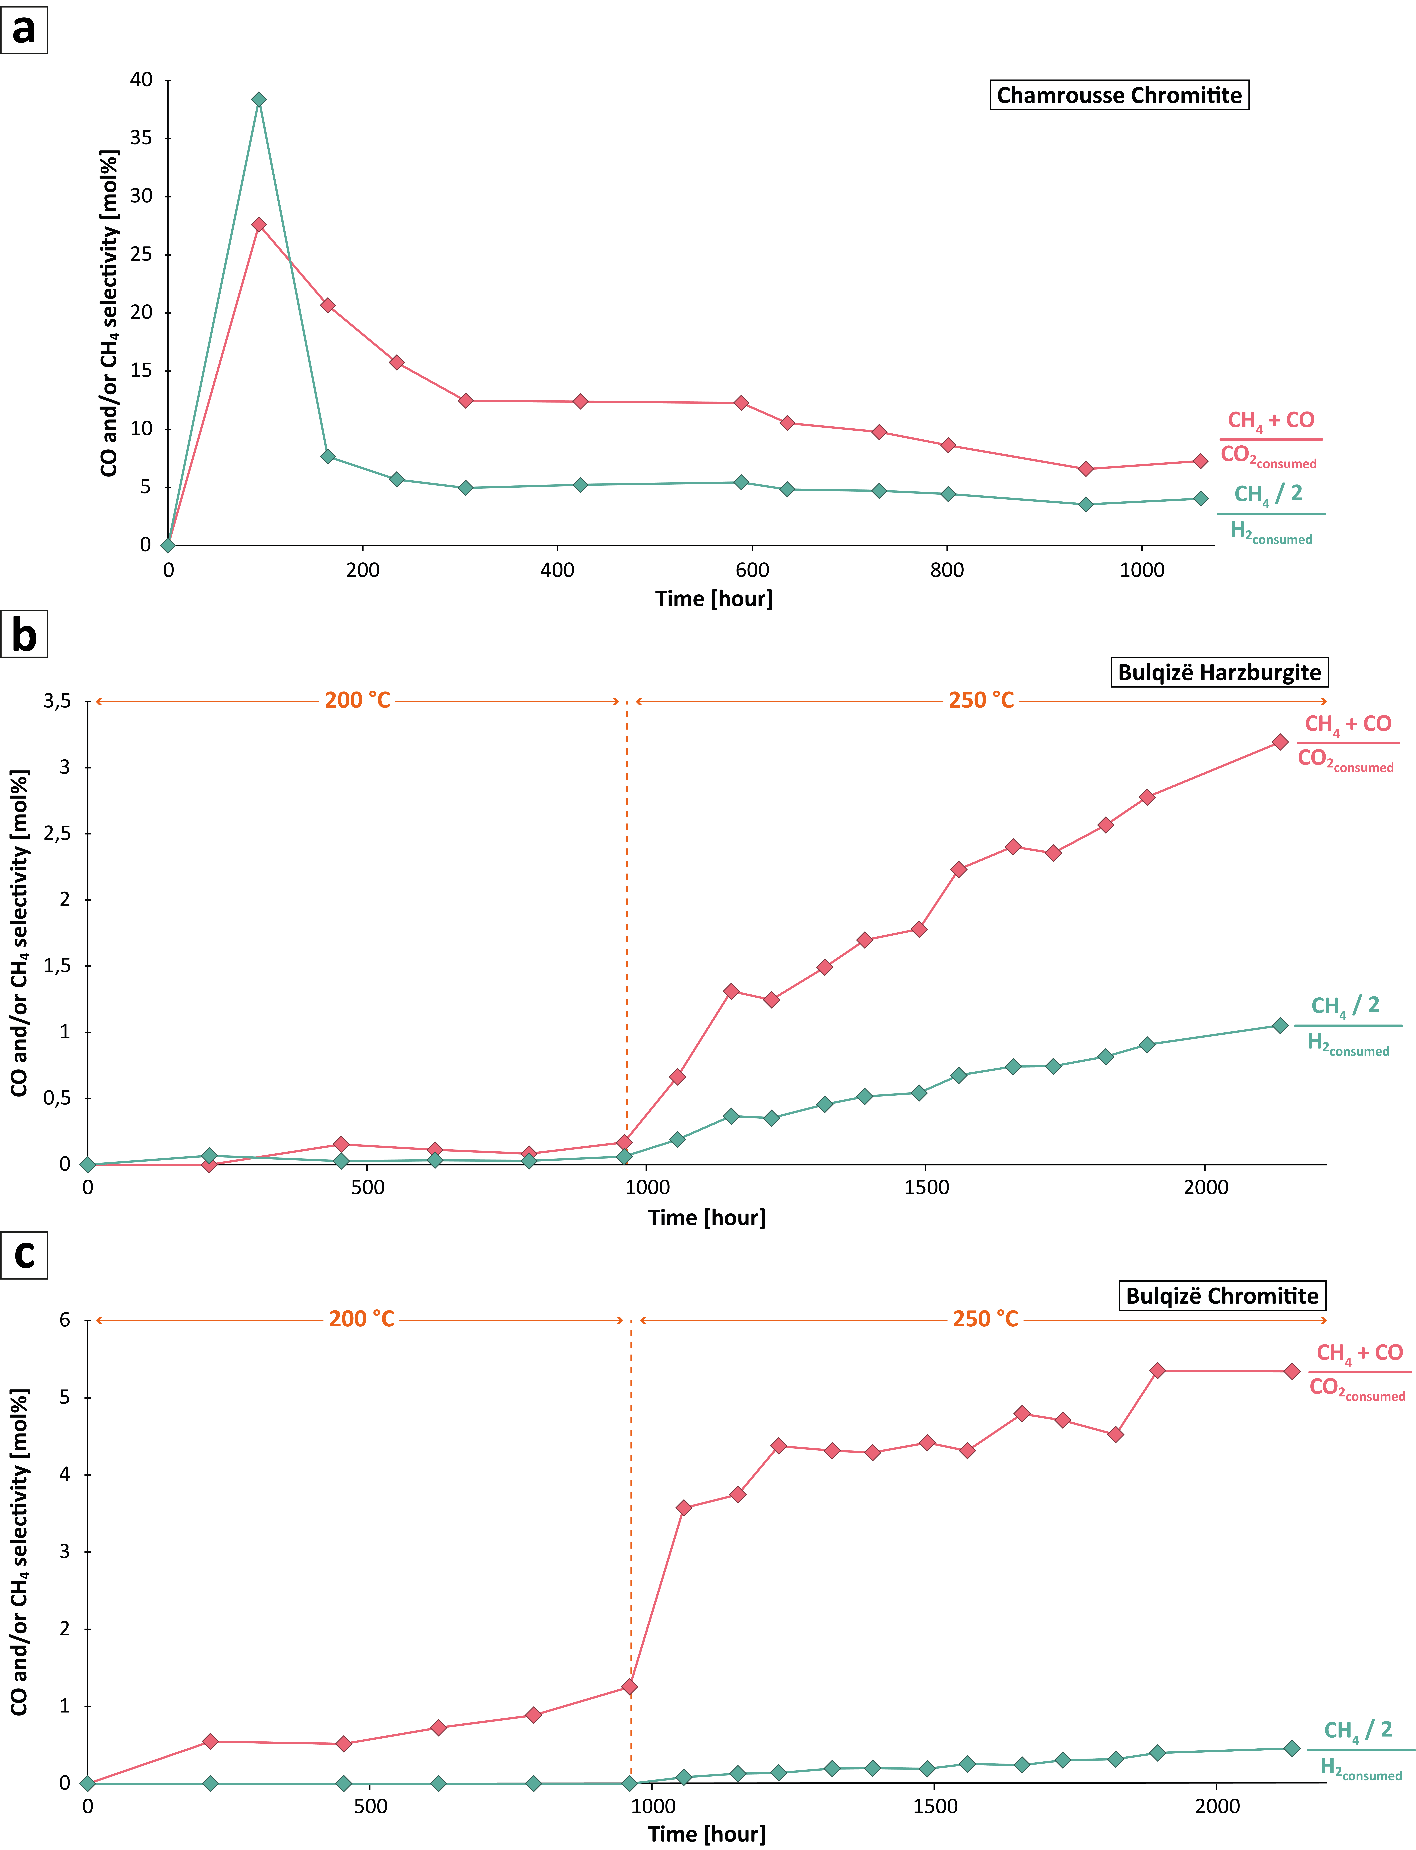 a
Chamrousse Chromitite
CO and/or CH₄ selectivity [mol%]
40
35
30
25
20
15
10
5
0
0 200 400 600 800 1000
Time [hour]
CH₄ + CO
CO₂consumed
CH₄ / 2
H₂consumed
b
Bulqizë Harzburgite
200 °C 250 °C
CO and/or CH₄ selectivity [mol%]
3,5
3
2,5
2
1,5
1
0,5
0
0 500 1000 1500 2000
Time [hour]
CH₄ + CO
CO₂consumed
CH₄ / 2
H₂consumed
c
Bulqizë Chromitite
200 °C 250 °C
CO and/or CH₄ selectivity [mol%]
6
5
4
3
2
1
0
0 500 1000 1500 2000
Time [hour]
CH₄ + CO
CO₂consumed
CH₄ / 2
H₂consumed